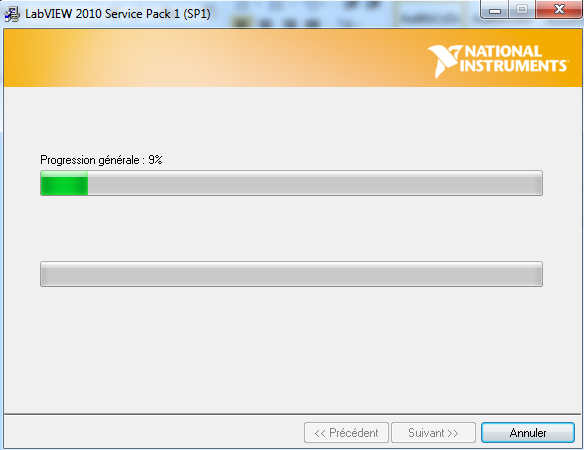 LabVIEW 2010 Service Pack 1 (SP1)
NATIONAL
INSTRUMENTS
Progression générale : 9%
<< Précédent
Suivant >>
Annuler